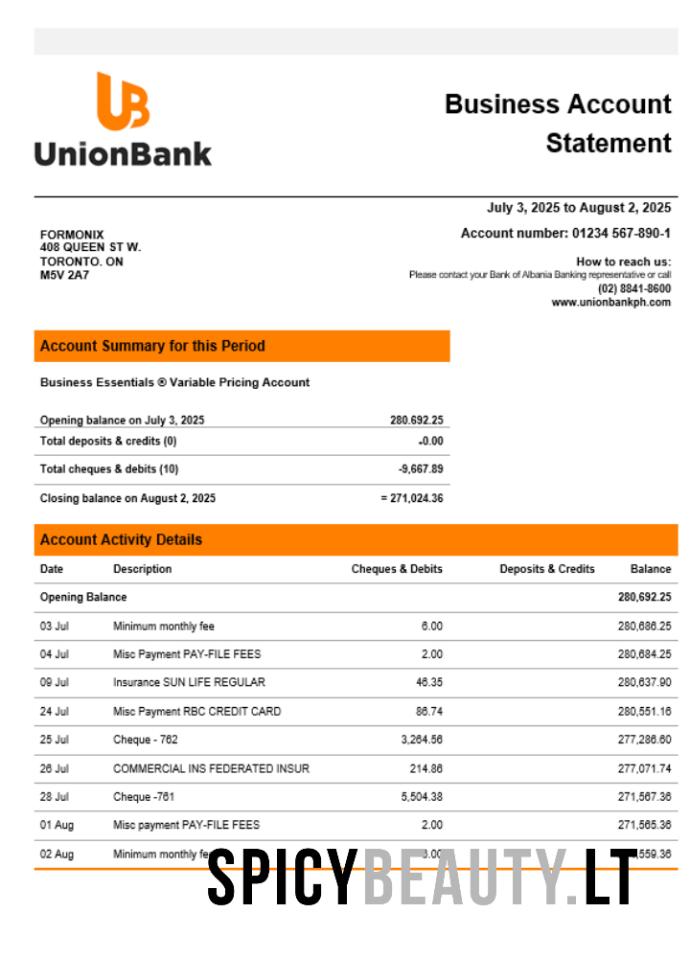 UB
UnionBank
Business Account
Statement
July 3, 2025 to August 2, 2025
FORMONIX
408 QUEEN ST W.
TORONTO. ON
M5V 2A7
Account number: 01234 567-890-1
How to reach us:
Please contact your Bank of Albania Banking representative or call
(02) 8841-8600
www.unionbankph.com
Account Summary for this Period
Business Essentials ® Variable Pricing Account
Opening balance on July 3, 2025 280.692.25
Total deposits & credits (0) -0.00
Total cheques & debits (10) -9,667.89
Closing balance on August 2, 2025 = 271,024.36
Account Activity Details
Date Description Cheques & Debits Deposits & Credits Balance
Opening Balance 280,692.25
03 Jul Minimum monthly fee 6.00 280,686.25
04 Jul Misc Payment PAY-FILE FEES 2.00 280,684.25
09 Jul Insurance SUN LIFE REGULAR 46.35 280,637.90
24 Jul Misc Payment RBC CREDIT CARD 86.74 280,551.16
25 Jul Cheque - 762 3,264.56 277,286.60
26 Jul COMMERCIAL INS FEDERATED INSUR 214.86 277,071.74
28 Jul Cheque -761 5,504.38 271,567.36
01 Aug Misc payment PAY-FILE FEES 2.00 271,565.36
02 Aug Minimum monthly
SPICYBEAUTY.LT